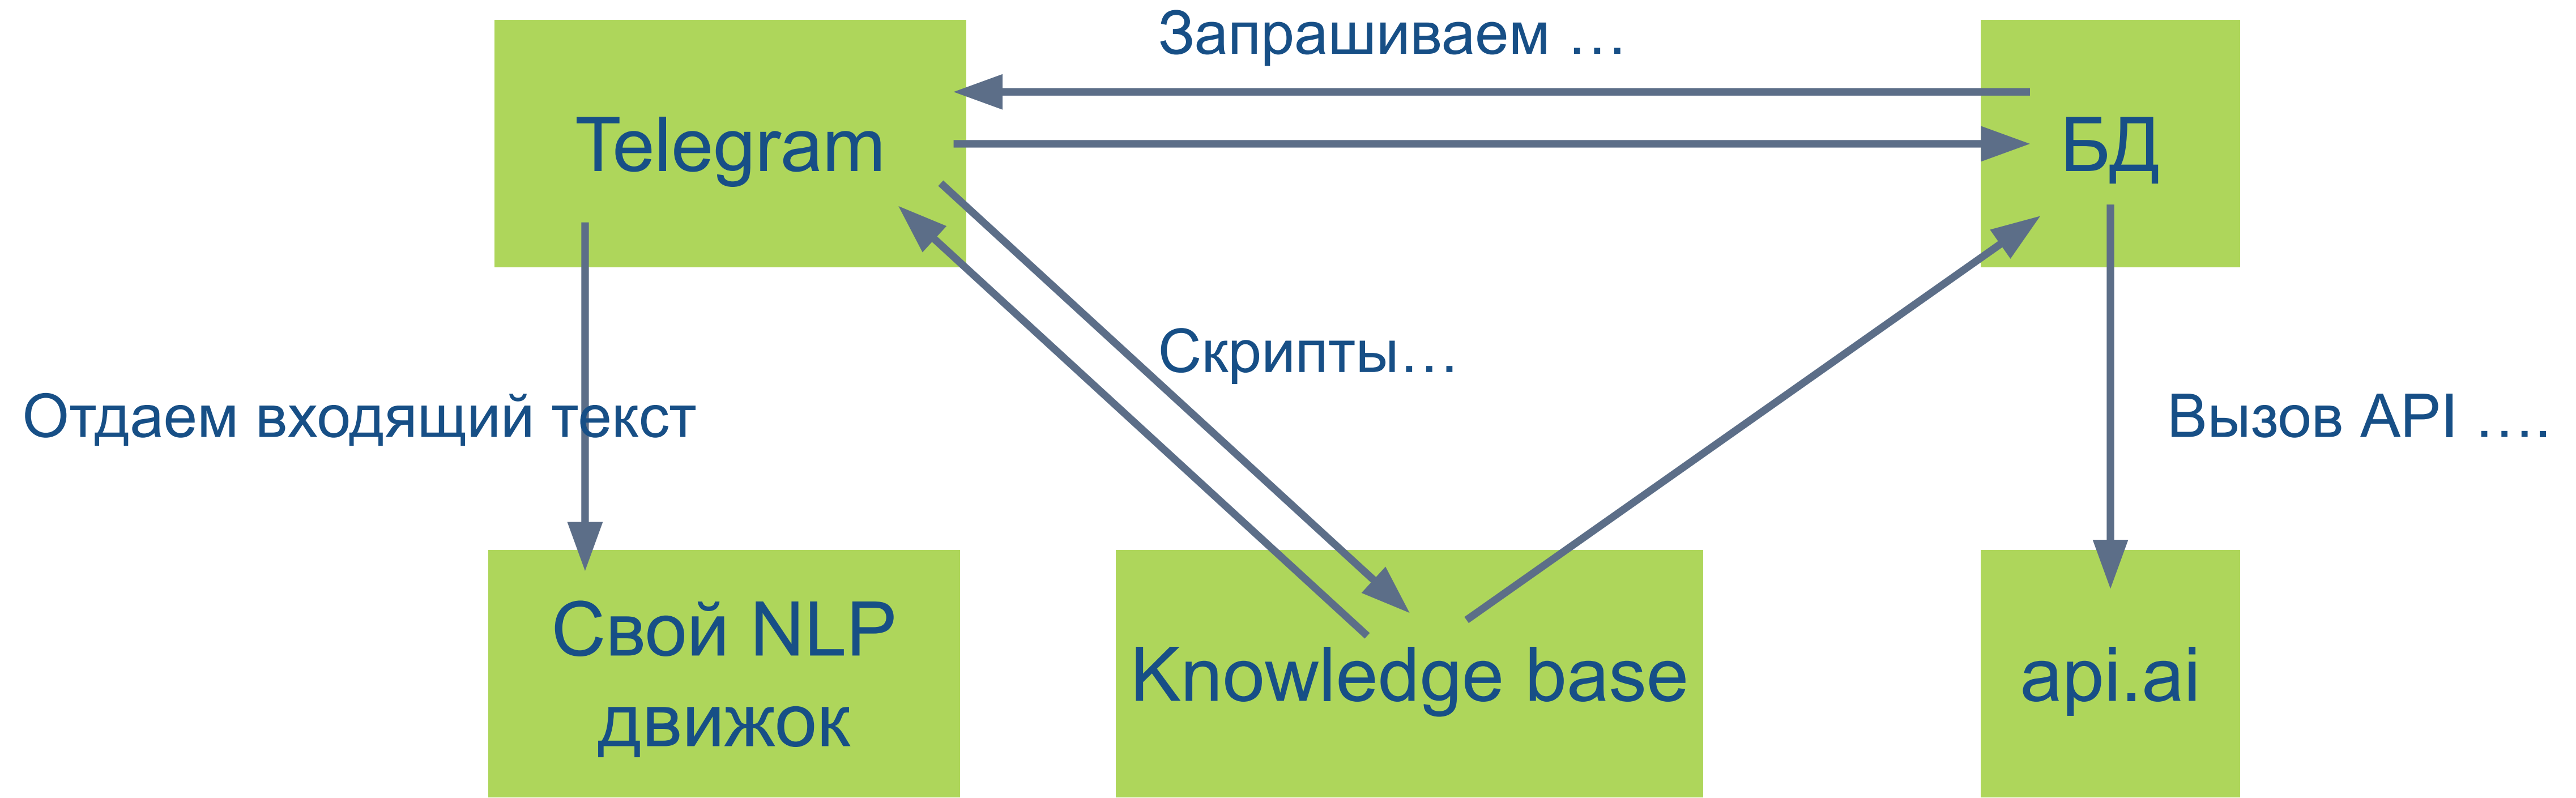 Запрашиваем …
Telegram
БД
Скрипты…
Отдаем входящий текст
Вызов API ….
Свой NLP
движок
Knowledge base
api.ai